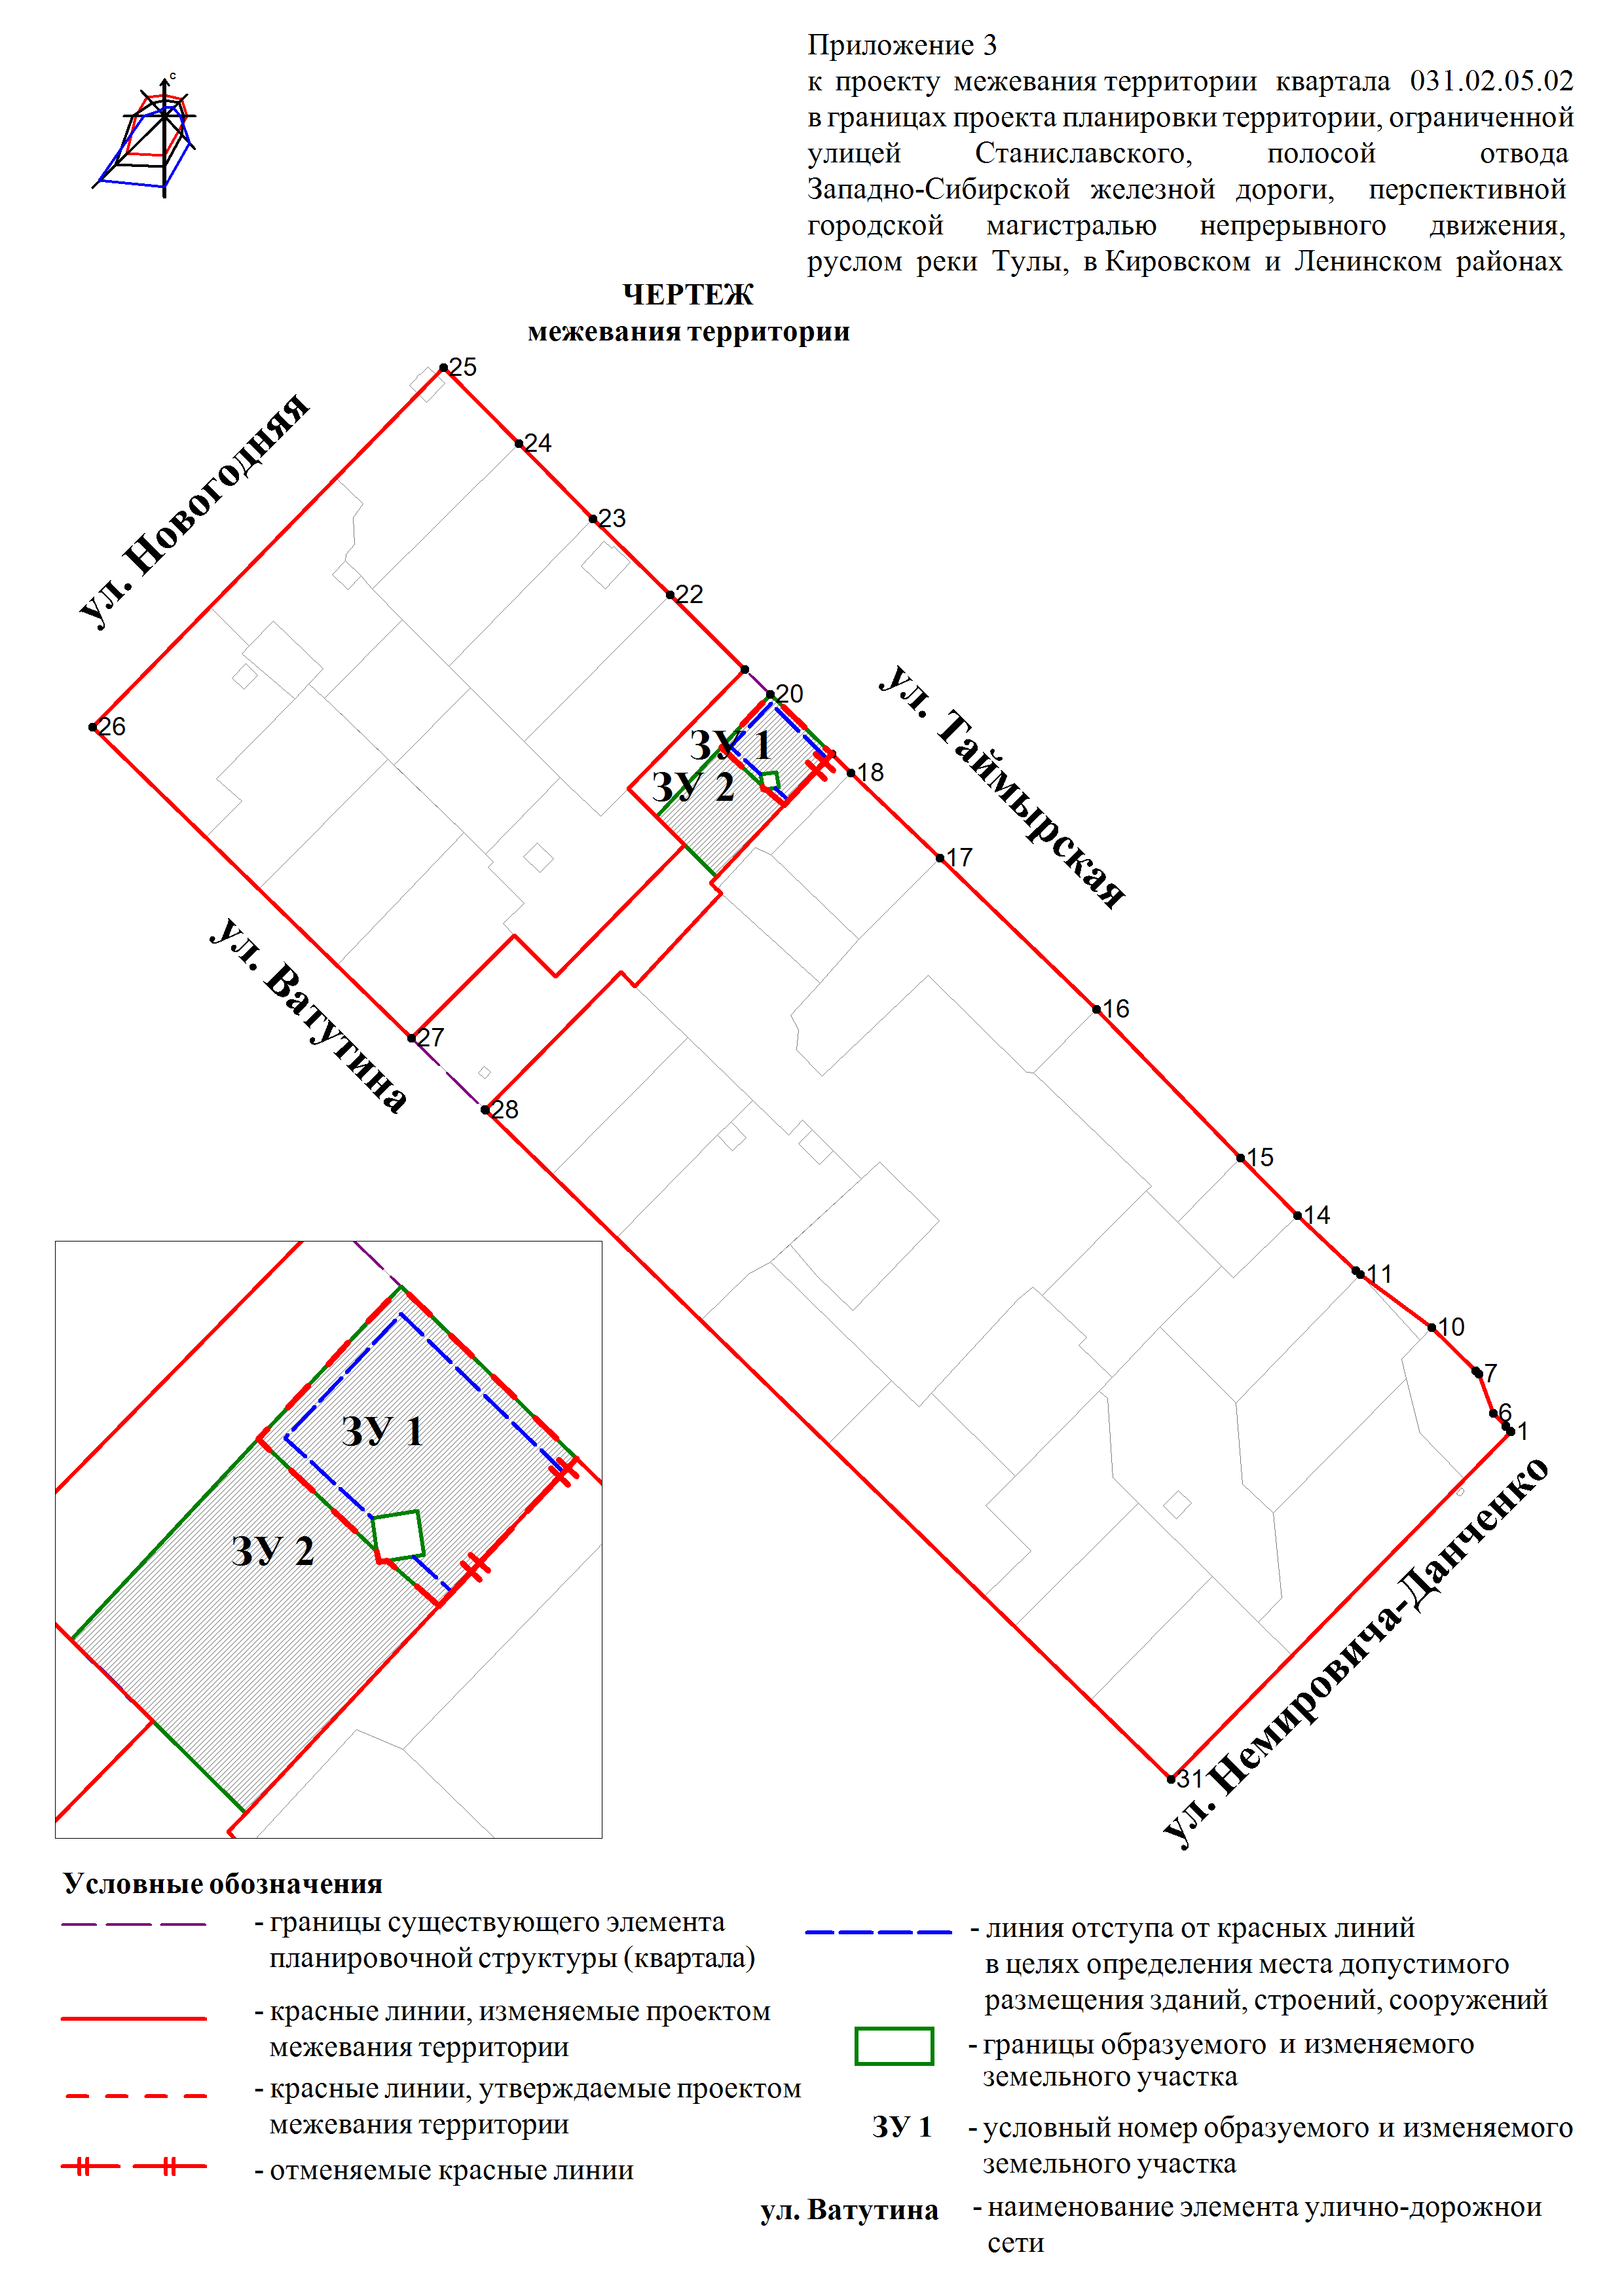 Приложение 3
к проекту межевания территории квартала 031.02.05.02
в границах проекта планировки территории, ограниченной
улицей Станиславского, полосой отвода
Западно-Сибирской железной дороги, перспективной
городской магистралью непрерывного движения,
руслом реки Тулы, в Кировском и Ленинском районах
с
ЧЕРТЕЖ
межевания территории
25
24
23
22
20
18
17
16
15
14
11
10
7
6
1
26
27
28
31
ул. Новогодняя
ул. Таймырская
ул. Ватутина
ул. Немировича-Данченко
ЗУ 1
ЗУ 2
ЗУ 1
ЗУ 2
Условные обозначения
- границы существующего элемента
планировочной структуры (квартала)
- красные линии, изменяемые проектом
межевания территории
- красные линии, утверждаемые проектом
межевания территории
- отменяемые красные линии
- линия отступа от красных линий
в целях определения места допустимого
размещения зданий, строений, сооружений
- границы образуемого и изменяемого
земельного участка
ЗУ 1 - условный номер образуемого и изменяемого
земельного участка
ул. Ватутина - наименование элемента улично-дорожнои
сети